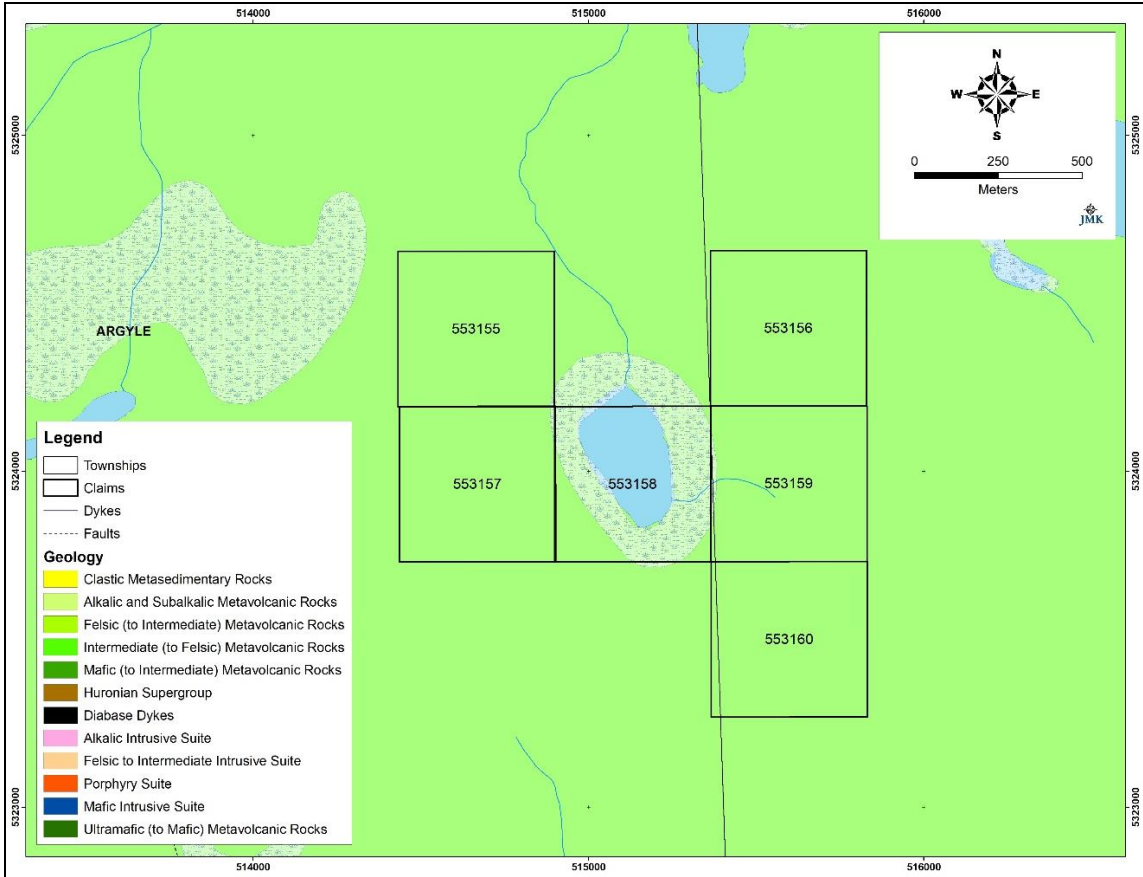 514000
515000
516000
N
W
E
S
0
250
500
Meters
JMK
5325000
5325000
553155
553156
ARGYLE
5324000
5324000
553157
553158
553159
553160
Legend
Townships
Claims
Dykes
Faults
Geology
Clastic Metasedimentary Rocks
Alkalic and Subalkalic Metavolcanic Rocks
Felsic (to Intermediate) Metavolcanic Rocks
Intermediate (to Felsic) Metavolcanic Rocks
Mafic (to Intermediate) Metavolcanic Rocks
Huronian Supergroup
Diabase Dykes
Alkalic Intrusive Suite
Felsic to Intermediate Intrusive Suite
Porphyry Suite
Mafic Intrusive Suite
Ultramafic (to Mafic) Metavolcanic Rocks
5323000
5323000
514000
515000
516000